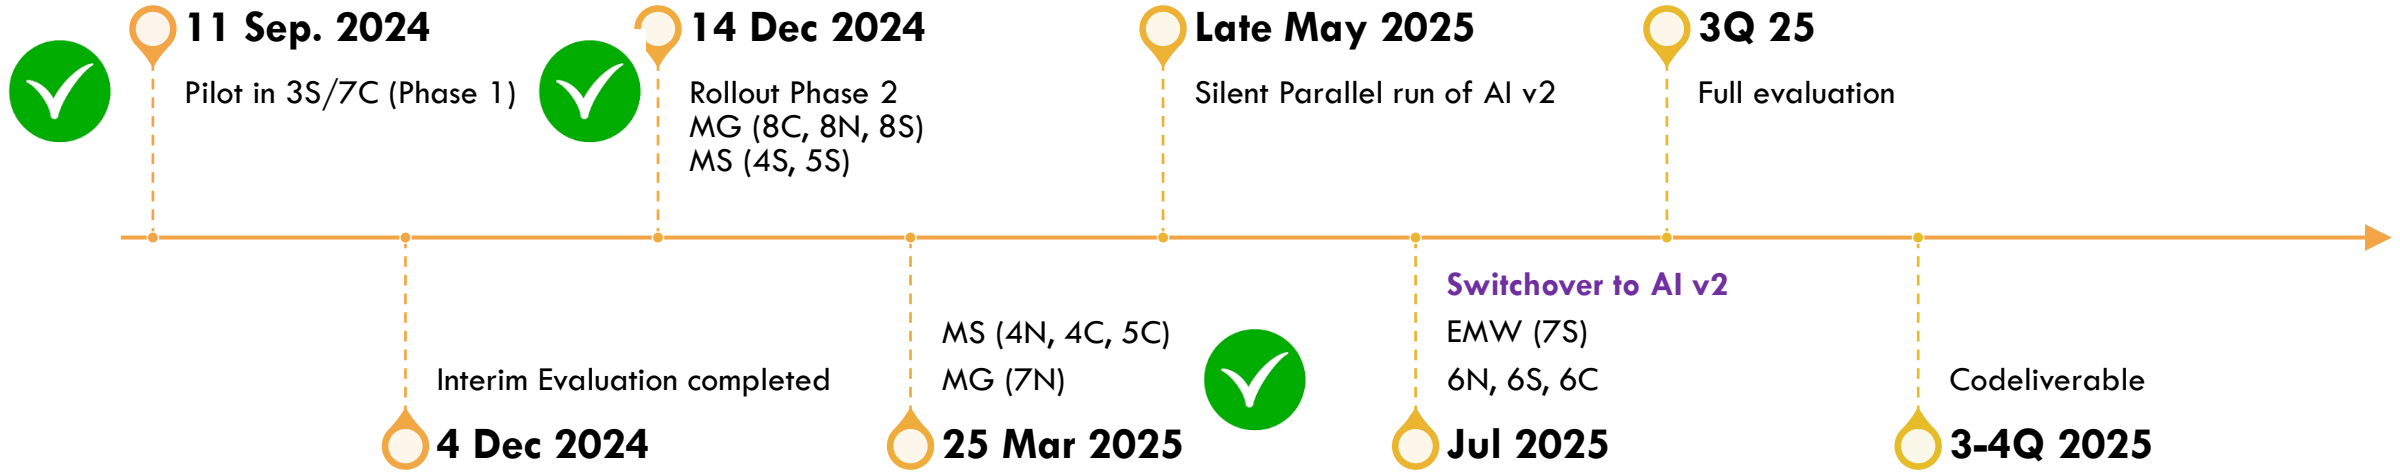 11 Sep. 2024
Pilot in 3S/7C (Phase 1)
14 Dec 2024
Rollout Phase 2
MG (8C, 8N, 8S)
MS (4S, 5S)
Late May 2025
Silent Parallel run of AI v2
3Q 25
Full evaluation
Interim Evaluation completed
4 Dec 2024
MS (4N, 4C, 5C)
MG (7N)
25 Mar 2025
Switchover to AI v2
EMW (7S)
6N, 6S, 6C
Jul 2025
Codeliverable
3-4Q 2025